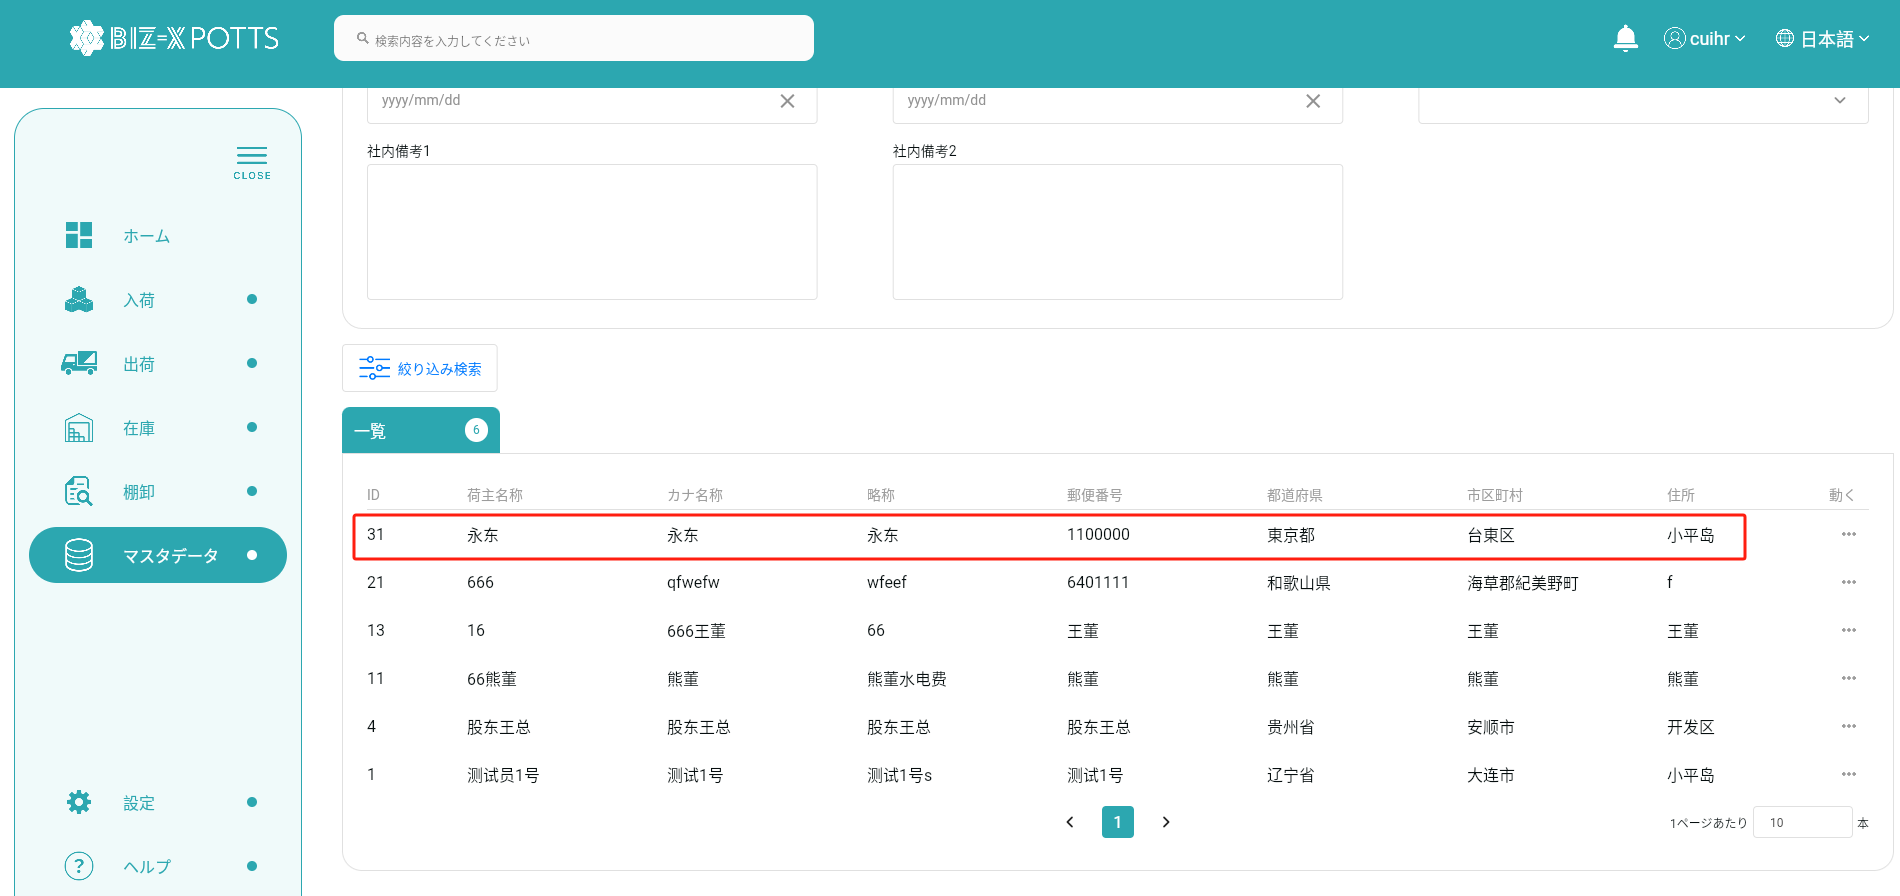 BIZ-X POTTS
検索内容を入力してください
cuihr
日本語
yyyy/mm/dd
yyyy/mm/dd
CLOSE
社内備考1
社内備考2
ホーム
入荷
出荷
在庫
棚卸
マスタデータ
設定
ヘルプ
絞り込み検索
一覧 6
ID 荷主名称 カナ名称 略称 郵便番号 都道府県 市区町村 住所 動く
31 永东 永东 永东 1100000 東京都 台東区 小平岛
21 666 qfwefw wfeef 6401111 和歌山県 海草郡紀美野町 f
13 16 666王董 66 王董 王董 王董 王董
11 66熊董 熊董 熊董水电费 熊董 熊董 熊董 熊董
4 股东王总 股东王总 股东王总 股东王总 贵州省 安顺市 开发区
1 测试员1号 测试1号 测试1号s 测试1号 辽宁省 大连市 小平岛
1
1ページあたり 10 本